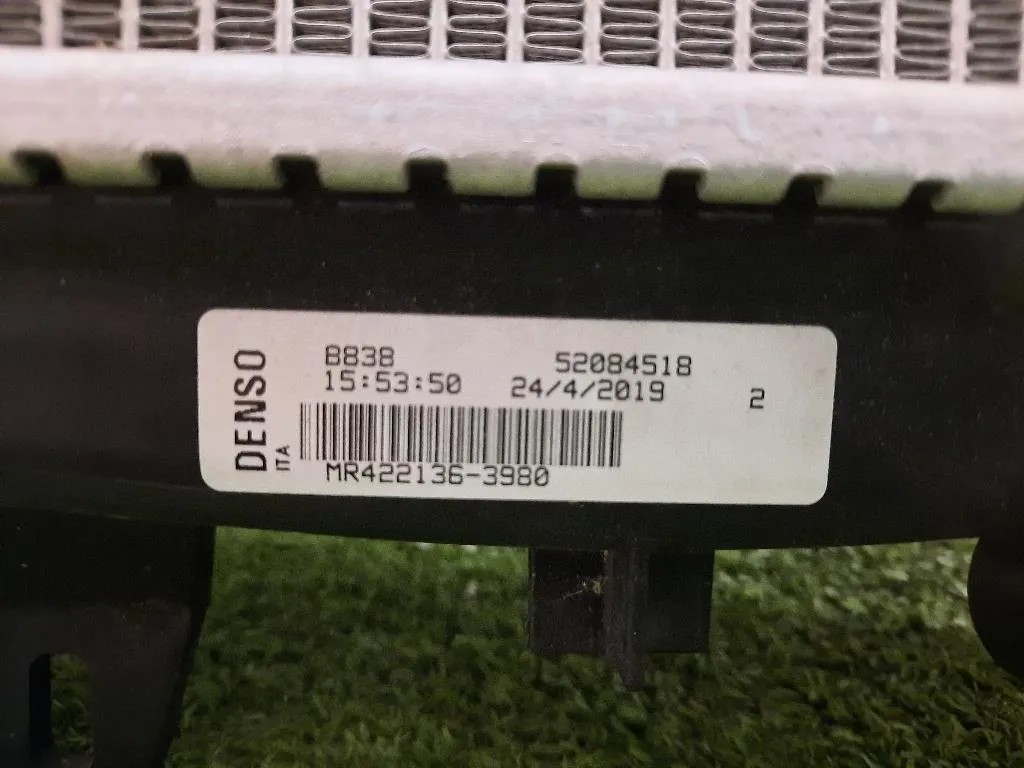 DENSO
ITA
B838 52084518
15:53:50 24/4/2019 2
MR422136-3980